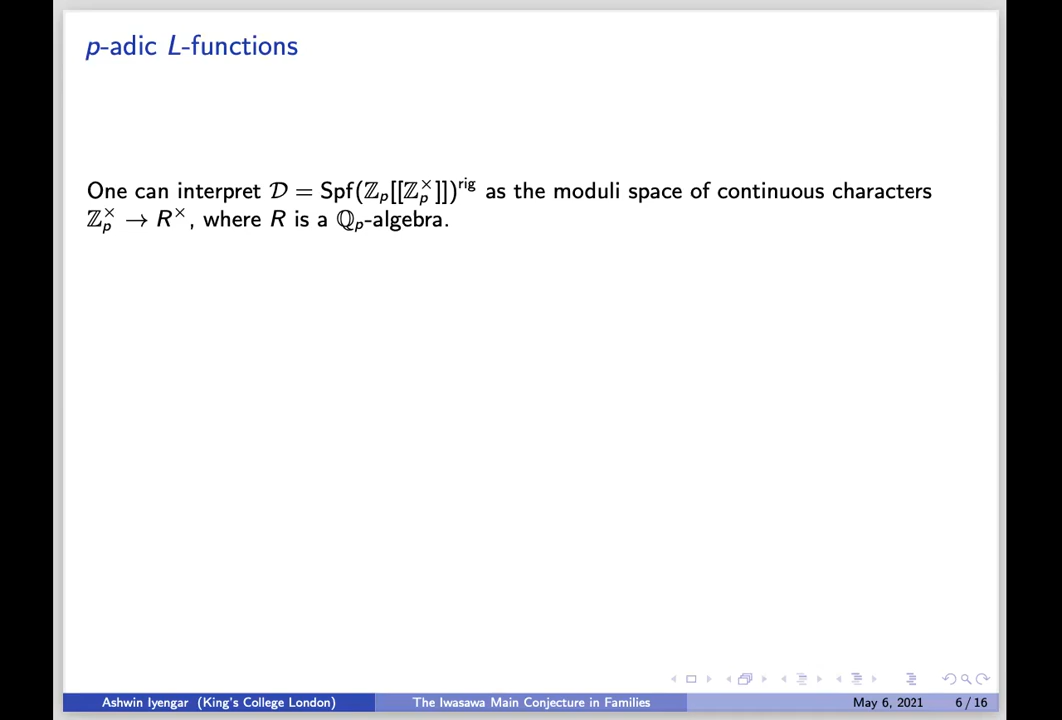 p-adic L-functions
One can interpret 𝒟 = Spf(ℤ_p[[ℤ_p^×]])^rig as the moduli space of continuous characters
ℤ_p^× → R^×, where R is a ℚ_p-algebra.
Ashwin Iyengar (King's College London) The Iwasawa Main Conjecture in Families May 6, 2021 6 / 16